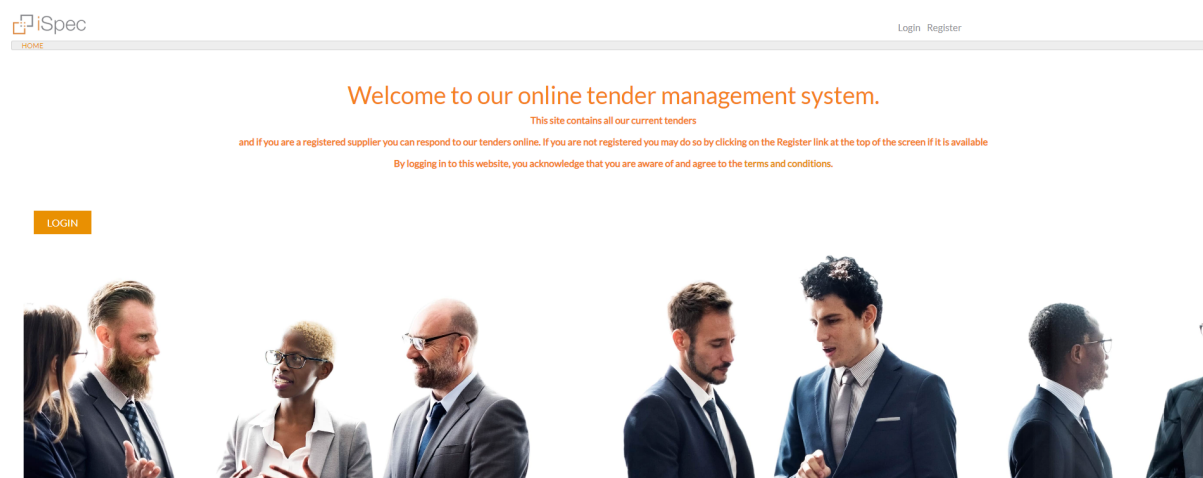 iSpec
Login Register
HOME
Welcome to our online tender management system.
This site contains all our current tenders
and if you are a registered supplier you can respond to our tenders online. If you are not registered you may do so by clicking on the Register link at the top of the screen if it is available
By logging in to this website, you acknowledge that you are aware of and agree to the terms and conditions.
LOGIN